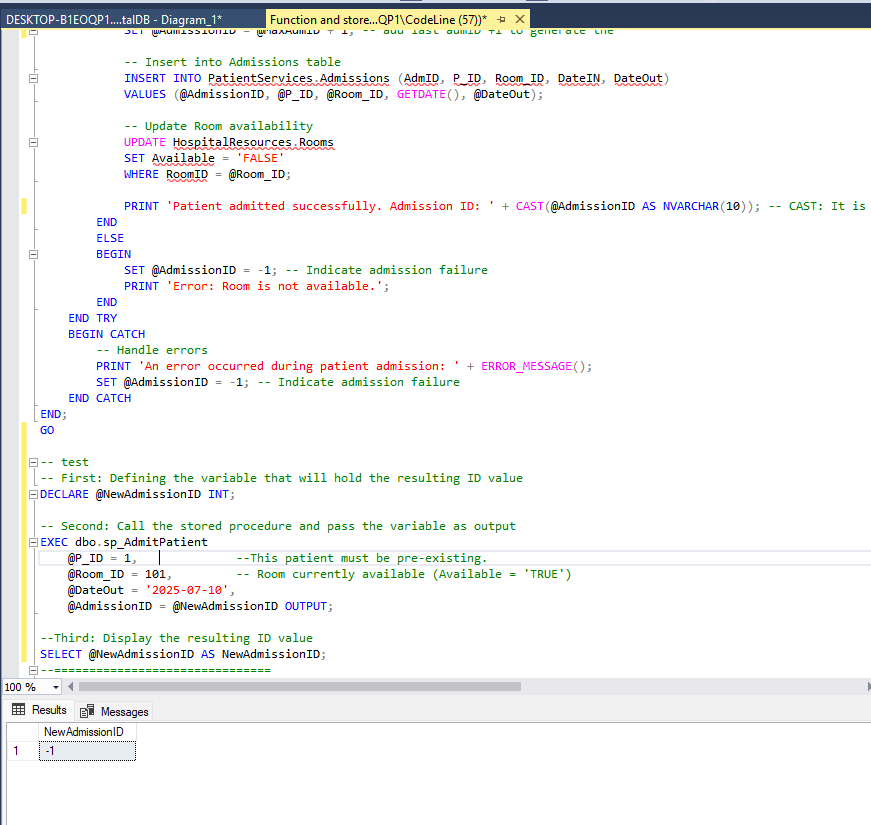 DESKTOP-B1EOQP1....talDB - Diagram_1*
Function and store...QP1\CodeLine (57))*
SET @AdmissionID = @MaxAdmID + 1; -- add last admID +1 to generate the
-- Insert into Admissions table
INSERT INTO PatientServices.Admissions (AdmID, P_ID, Room_ID, DateIN, DateOut)
VALUES (@AdmissionID, @P_ID, @Room_ID, GETDATE(), @DateOut);
-- Update Room availability
UPDATE HospitalResources.Rooms
SET Available = 'FALSE'
WHERE RoomID = @Room_ID;
PRINT 'Patient admitted successfully. Admission ID: ' + CAST(@AdmissionID AS NVARCHAR(10)); -- CAST: It is
END
ELSE
BEGIN
SET @AdmissionID = -1; -- Indicate admission failure
PRINT 'Error: Room is not available.';
END
END TRY
BEGIN CATCH
-- Handle errors
PRINT 'An error occurred during patient admission: ' + ERROR_MESSAGE();
SET @AdmissionID = -1; -- Indicate admission failure
END CATCH
END;
GO
-- test
-- First: Defining the variable that will hold the resulting ID value
DECLARE @NewAdmissionID INT;
-- Second: Call the stored procedure and pass the variable as output
EXEC dbo.sp_AdmitPatient
@P_ID = 1, --This patient must be pre-existing.
@Room_ID = 101, -- Room currently available (Available = 'TRUE')
@DateOut = '2025-07-10',
@AdmissionID = @NewAdmissionID OUTPUT;
--Third: Display the resulting ID value
SELECT @NewAdmissionID AS NewAdmissionID;
--===============================
100 %
Results
Messages
NewAdmissionID
1 -1